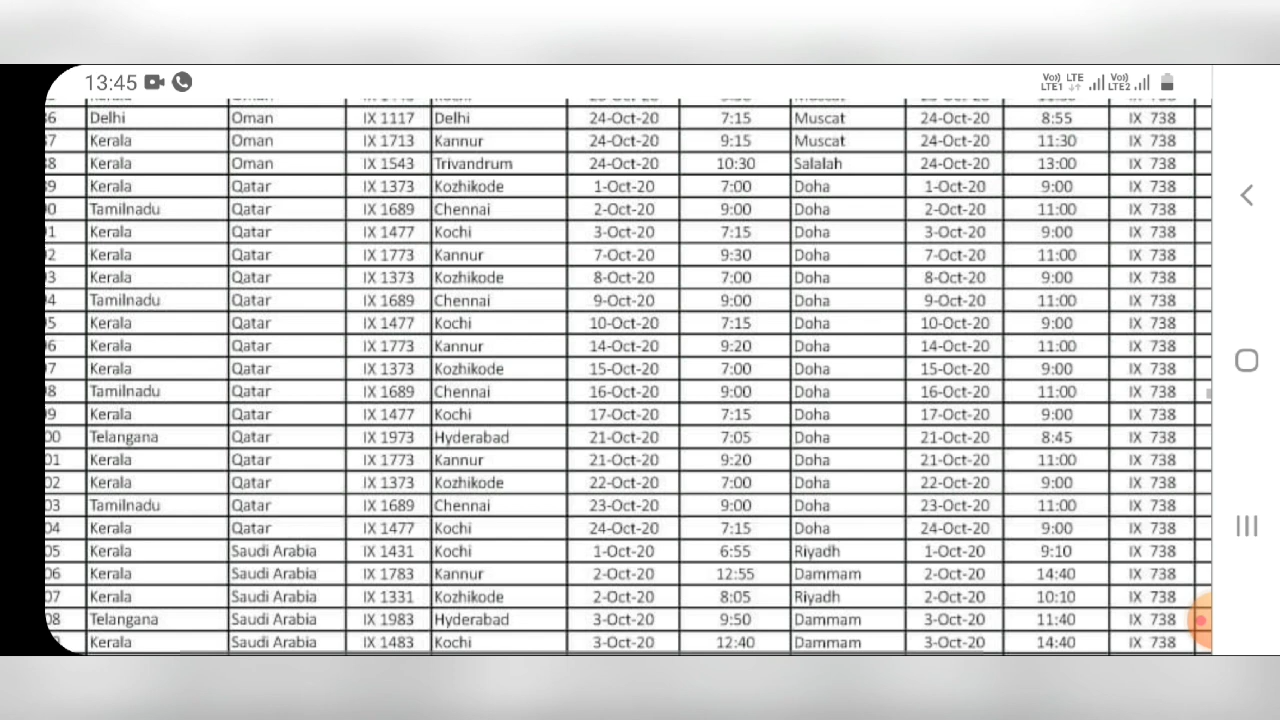 13:45 Vo) LTE Vo)
LTE1 LTE2
Muscat IX 738
36 Delhi Oman IX 1117 Delhi 24-Oct-20 7:15 Muscat 24-Oct-20 8:55 IX 738
37 Kerala Oman IX 1713 Kannur 24-Oct-20 9:15 Muscat 24-Oct-20 11:30 IX 738
38 Kerala Oman IX 1543 Trivandrum 24-Oct-20 10:30 Salalah 24-Oct-20 13:00 IX 738
39 Kerala Qatar IX 1373 Kozhikode 1-Oct-20 7:00 Doha 1-Oct-20 9:00 IX 738
0 Tamilnadu Qatar IX 1689 Chennai 2-Oct-20 9:00 Doha 2-Oct-20 11:00 IX 738
1 Kerala Qatar IX 1477 Kochi 3-Oct-20 7:15 Doha 3-Oct-20 9:00 IX 738
2 Kerala Qatar IX 1773 Kannur 7-Oct-20 9:30 Doha 7-Oct-20 11:00 IX 738
3 Kerala Qatar IX 1373 Kozhikode 8-Oct-20 7:00 Doha 8-Oct-20 9:00 IX 738
4 Tamilnadu Qatar IX 1689 Chennai 9-Oct-20 9:00 Doha 9-Oct-20 11:00 IX 738
5 Kerala Qatar IX 1477 Kochi 10-Oct-20 7:15 Doha 10-Oct-20 9:00 IX 738
6 Kerala Qatar IX 1773 Kannur 14-Oct-20 9:20 Doha 14-Oct-20 11:00 IX 738
7 Kerala Qatar IX 1373 Kozhikode 15-Oct-20 7:00 Doha 15-Oct-20 9:00 IX 738
8 Tamilnadu Qatar IX 1689 Chennai 16-Oct-20 9:00 Doha 16-Oct-20 11:00 IX 738
9 Kerala Qatar IX 1477 Kochi 17-Oct-20 7:15 Doha 17-Oct-20 9:00 IX 738
00 Telangana Qatar IX 1973 Hyderabad 21-Oct-20 7:05 Doha 21-Oct-20 8:45 IX 738
01 Kerala Qatar IX 1773 Kannur 21-Oct-20 9:20 Doha 21-Oct-20 11:00 IX 738
02 Kerala Qatar IX 1373 Kozhikode 22-Oct-20 7:00 Doha 22-Oct-20 9:00 IX 738
03 Tamilnadu Qatar IX 1689 Chennai 23-Oct-20 9:00 Doha 23-Oct-20 11:00 IX 738
04 Kerala Qatar IX 1477 Kochi 24-Oct-20 7:15 Doha 24-Oct-20 9:00 IX 738
05 Kerala Saudi Arabia IX 1431 Kochi 1-Oct-20 6:55 Riyadh 1-Oct-20 9:10 IX 738
06 Kerala Saudi Arabia IX 1783 Kannur 2-Oct-20 12:55 Dammam 2-Oct-20 14:40 IX 738
07 Kerala Saudi Arabia IX 1331 Kozhikode 2-Oct-20 8:05 Riyadh 2-Oct-20 10:10 IX 738
08 Telangana Saudi Arabia IX 1983 Hyderabad 3-Oct-20 9:50 Dammam 3-Oct-20 11:40 IX 738
Kerala Saudi Arabia IX 1483 Kochi 3-Oct-20 12:40 Dammam 3-Oct-20 14:40 IX 738